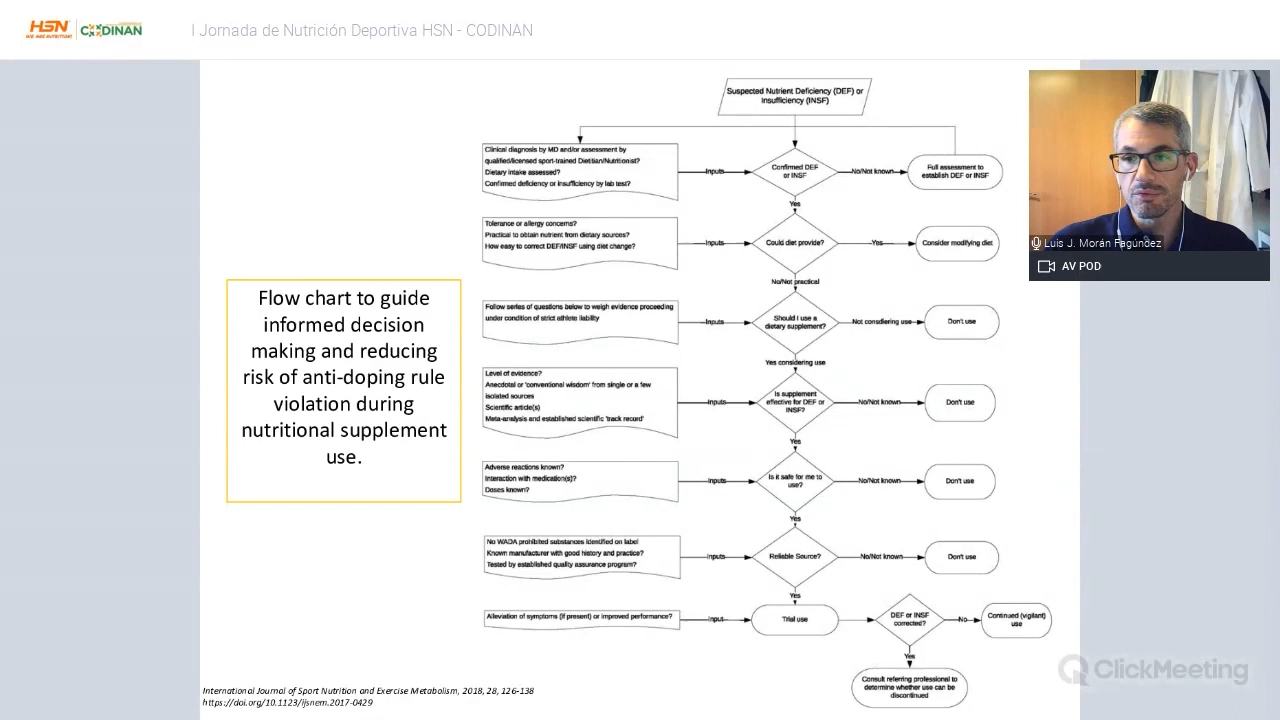 HSN
WE ARE NUTRITION
CODINAN
I Jornada de Nutrición Deportiva HSN - CODINAN
Suspected Nutrient Deficiency (DEF) or
Insufficiency (INSF)
Clinical diagnosis by MD and/or assessment by
qualified/licensed sport-trained Dietitian/Nutritionist?
Dietary intake assessed?
Confirmed deficiency or insufficiency by lab test?
Inputs
Confirmed DEF
or INSF
No/Not known
Full assessment to
establish DEF or INSF
Yes
Tolerance or allergy concerns?
Practical to obtain nutrient from dietary sources?
How easy to correct DEF/INSF using diet change?
Inputs
Could diet provide?
Yes
Consider modifying diet
No/Not practical
Follow series of questions below to weigh evidence proceeding
under condition of strict athlete liability
Inputs
Should I use a
dietary supplement?
Not consdiering use
Don't use
Yes considering use
Level of evidence?
Anecdotal or 'conventional wisdom' from single or a few
isolated sources
Scientific article(s)
Meta-analysis and established scientific 'track record'
Inputs
Is supplement
effective for DEF or
INSF?
No/Not known
Don't use
Yes
Adverse reactions known?
Interaction with medication(s)?
Doses known?
Inputs
Is it safe for me to
use?
No/Not known
Don't use
Yes
No WADA prohibited substances identified on label
Known manufacturer with good history and practice?
Tested by established quality assurance program?
Inputs
Reliable Source?
No/Not known
Don't use
Yes
Alleviation of symptoms (if present) or improved performance?
Input
Trial use
DEF or INSF
corrected?
No
Continued (vigilant)
use
Yes
Consult referring professional to
determine whether use can be
discontinued
Flow chart to guide
informed decision
making and reducing
risk of anti-doping rule
violation during
nutritional supplement
use.
International Journal of Sport Nutrition and Exercise Metabolism, 2018, 28, 126-138
https://doi.org/10.1123/ijsnem.2017-0429
Luis J. Morán Fagúndez
AV POD
ClickMeeting